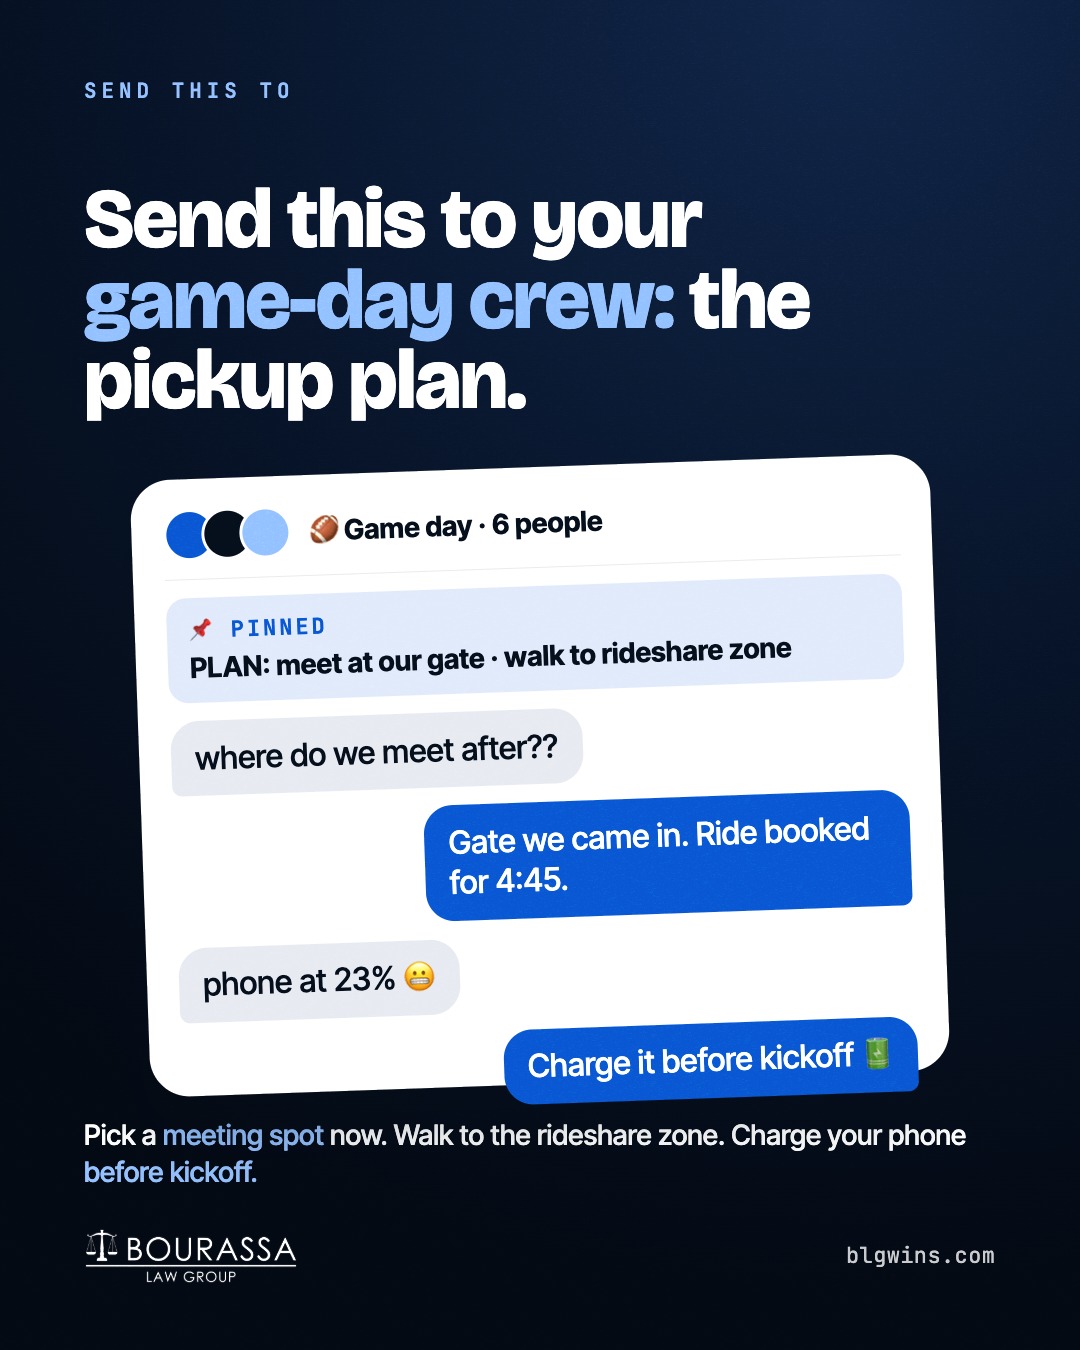 SEND THIS TO
Send this to your
game-day crew: the
pickup plan.
🏈 Game day · 6 people
📌 PINNED
PLAN: meet at our gate · walk to rideshare zone
where do we meet after??
Gate we came in. Ride booked
for 4:45.
phone at 23% 😬
Charge it before kickoff 🔋
Pick a meeting spot now. Walk to the rideshare zone. Charge your phone
before kickoff.
BOURASSA
LAW GROUP
blgwins.com